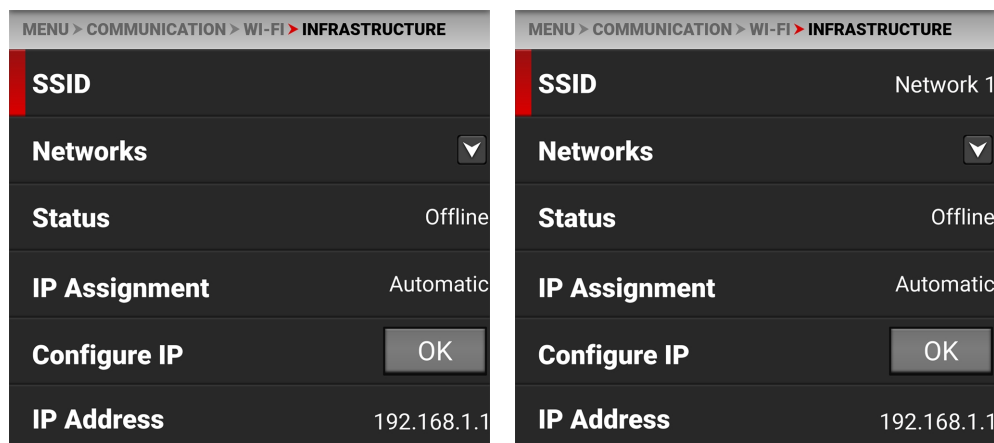 MENU > COMMUNICATION > WI-FI > INFRASTRUCTURE
SSID
Networks
Status Offline
IP Assignment Automatic
Configure IP OK
IP Address 192.168.1.1
MENU > COMMUNICATION > WI-FI > INFRASTRUCTURE
SSID Network 1
Networks
Status Offline
IP Assignment Automatic
Configure IP OK
IP Address 192.168.1.1